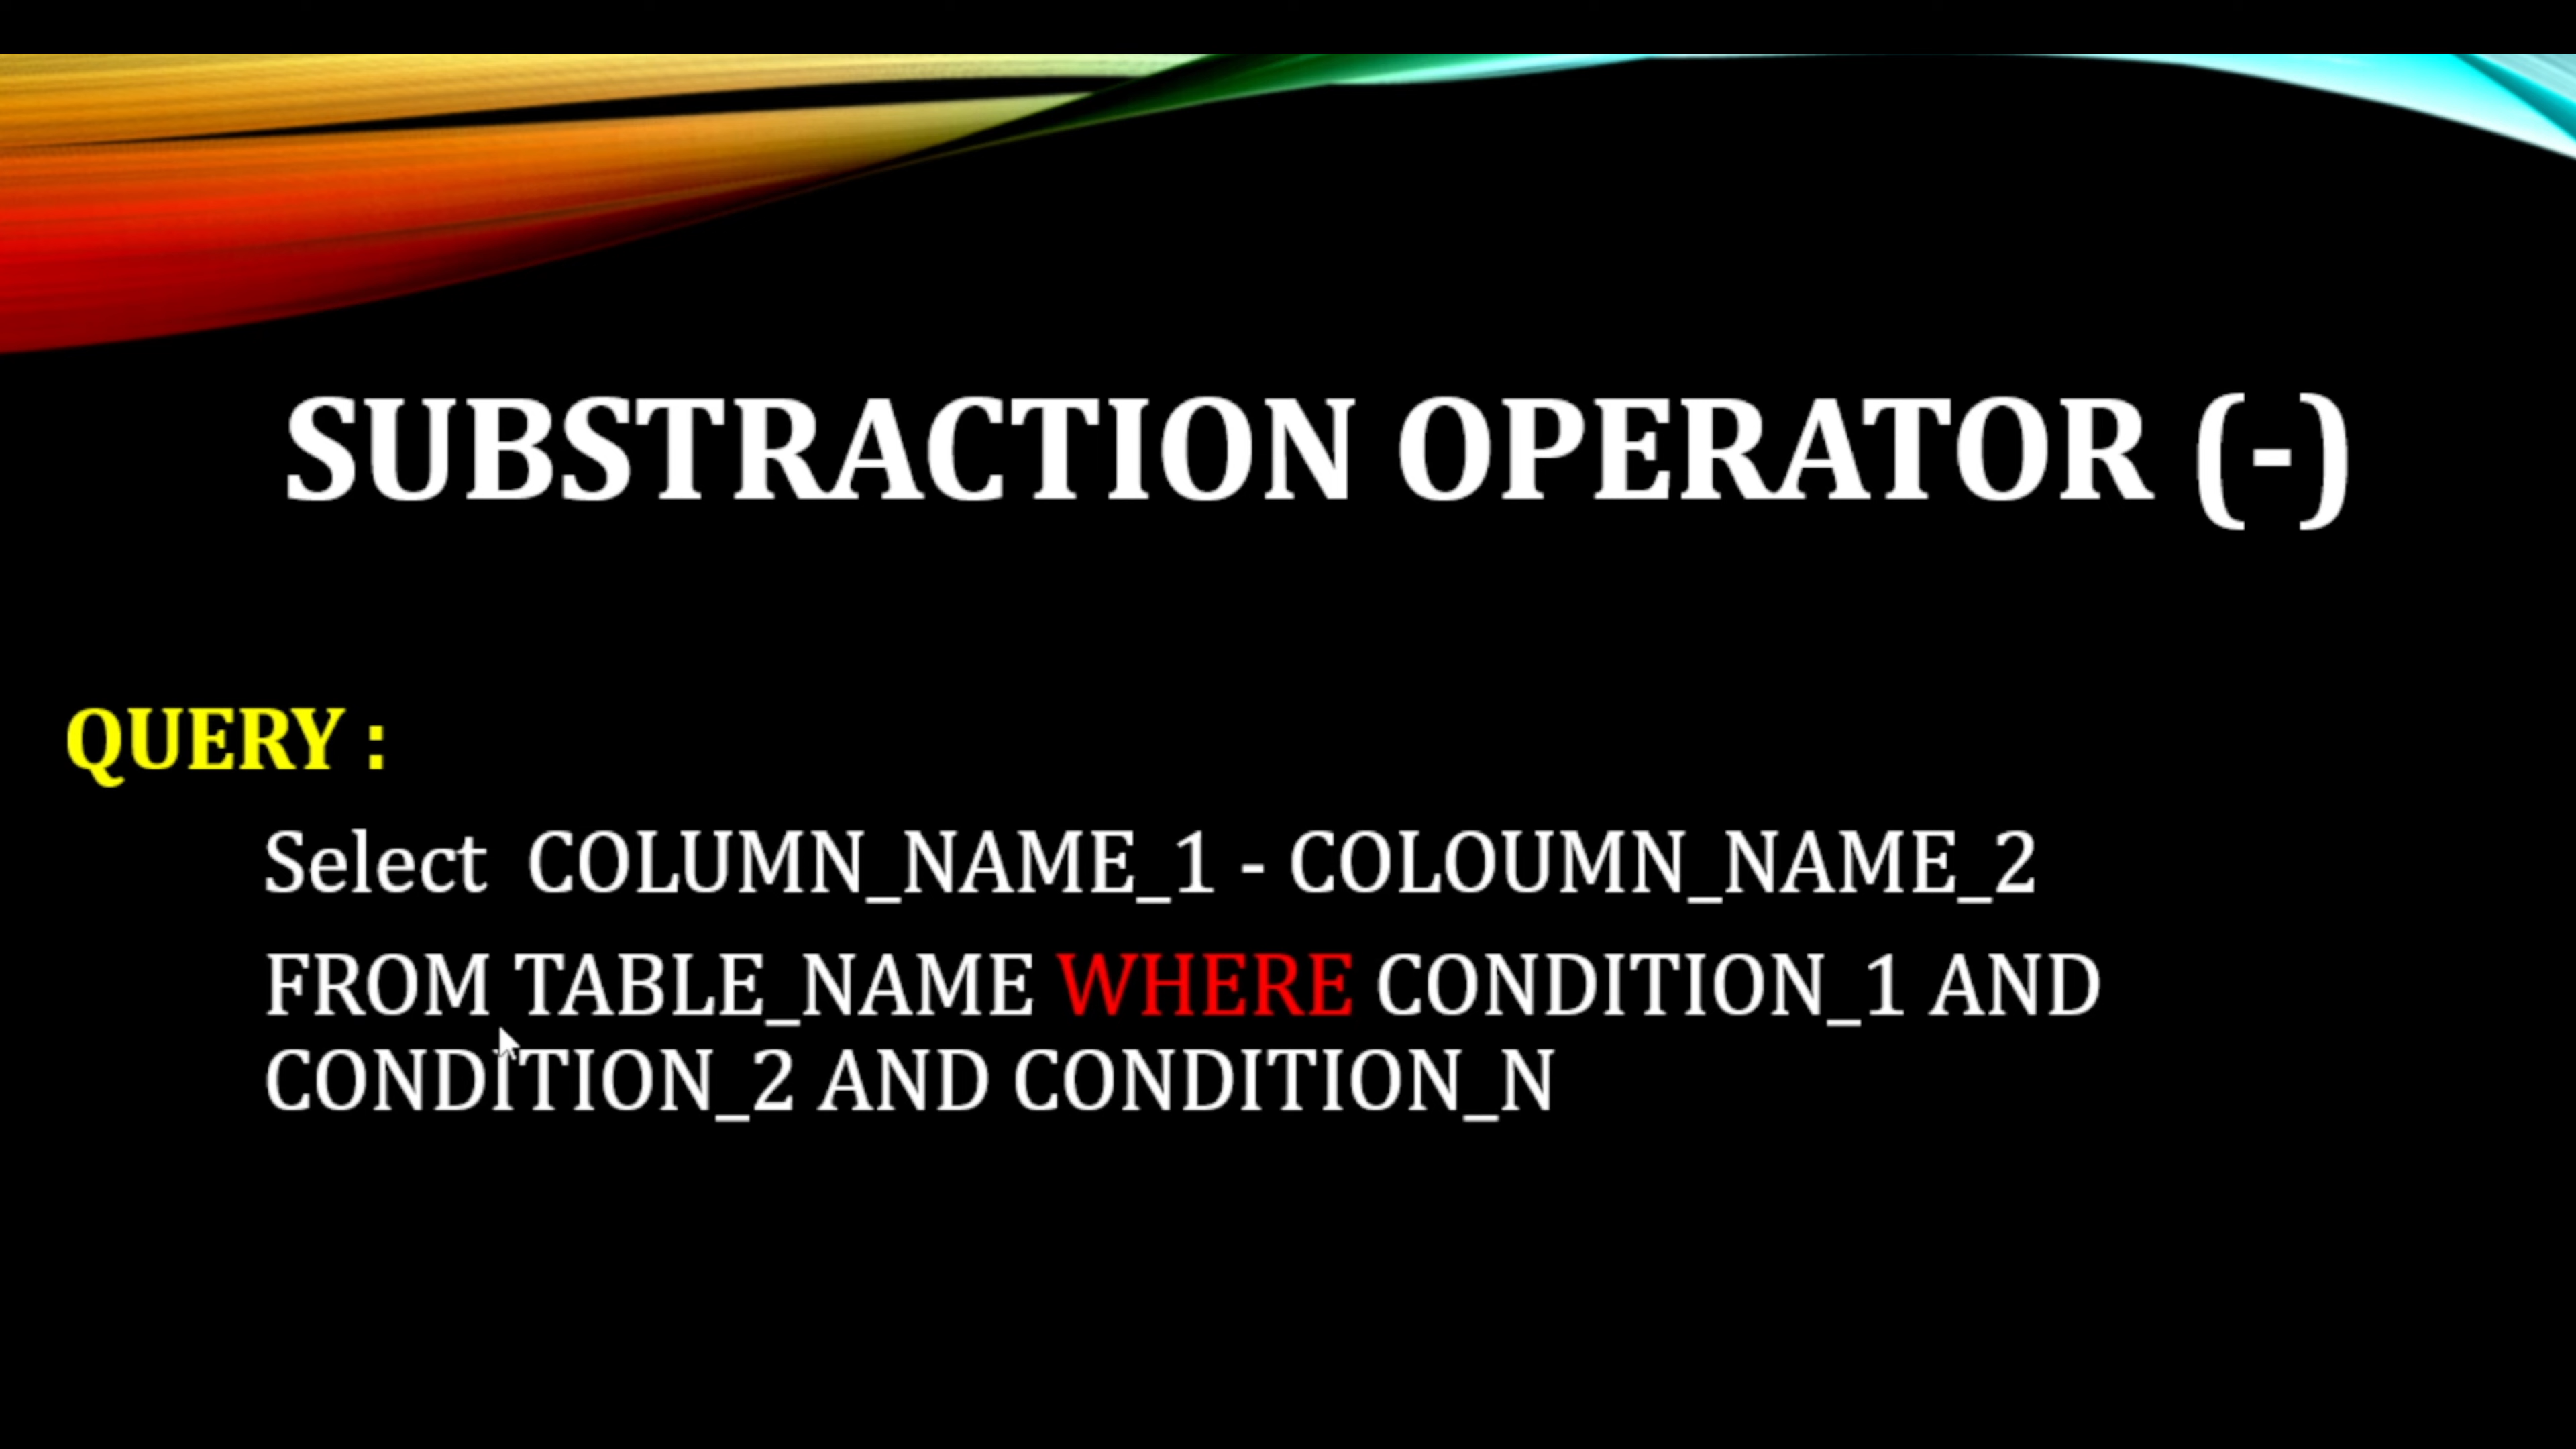 SUBSTRACTION OPERATOR (-)
QUERY :
Select  COLUMN_NAME_1 - COLOUMN_NAME_2
FROM TABLE_NAME WHERE CONDITION_1 AND
CONDITION_2 AND CONDITION_N